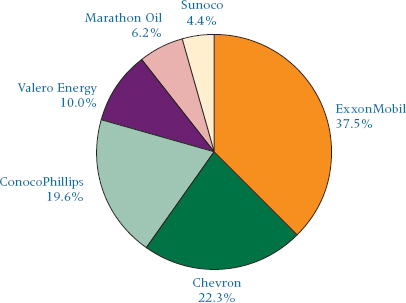 Sunoco
4.4%
Marathon Oil
6.2%
Valero Energy
10.0%
ExxonMobil
37.5%
ConocoPhillips
19.6%
Chevron
22.3%